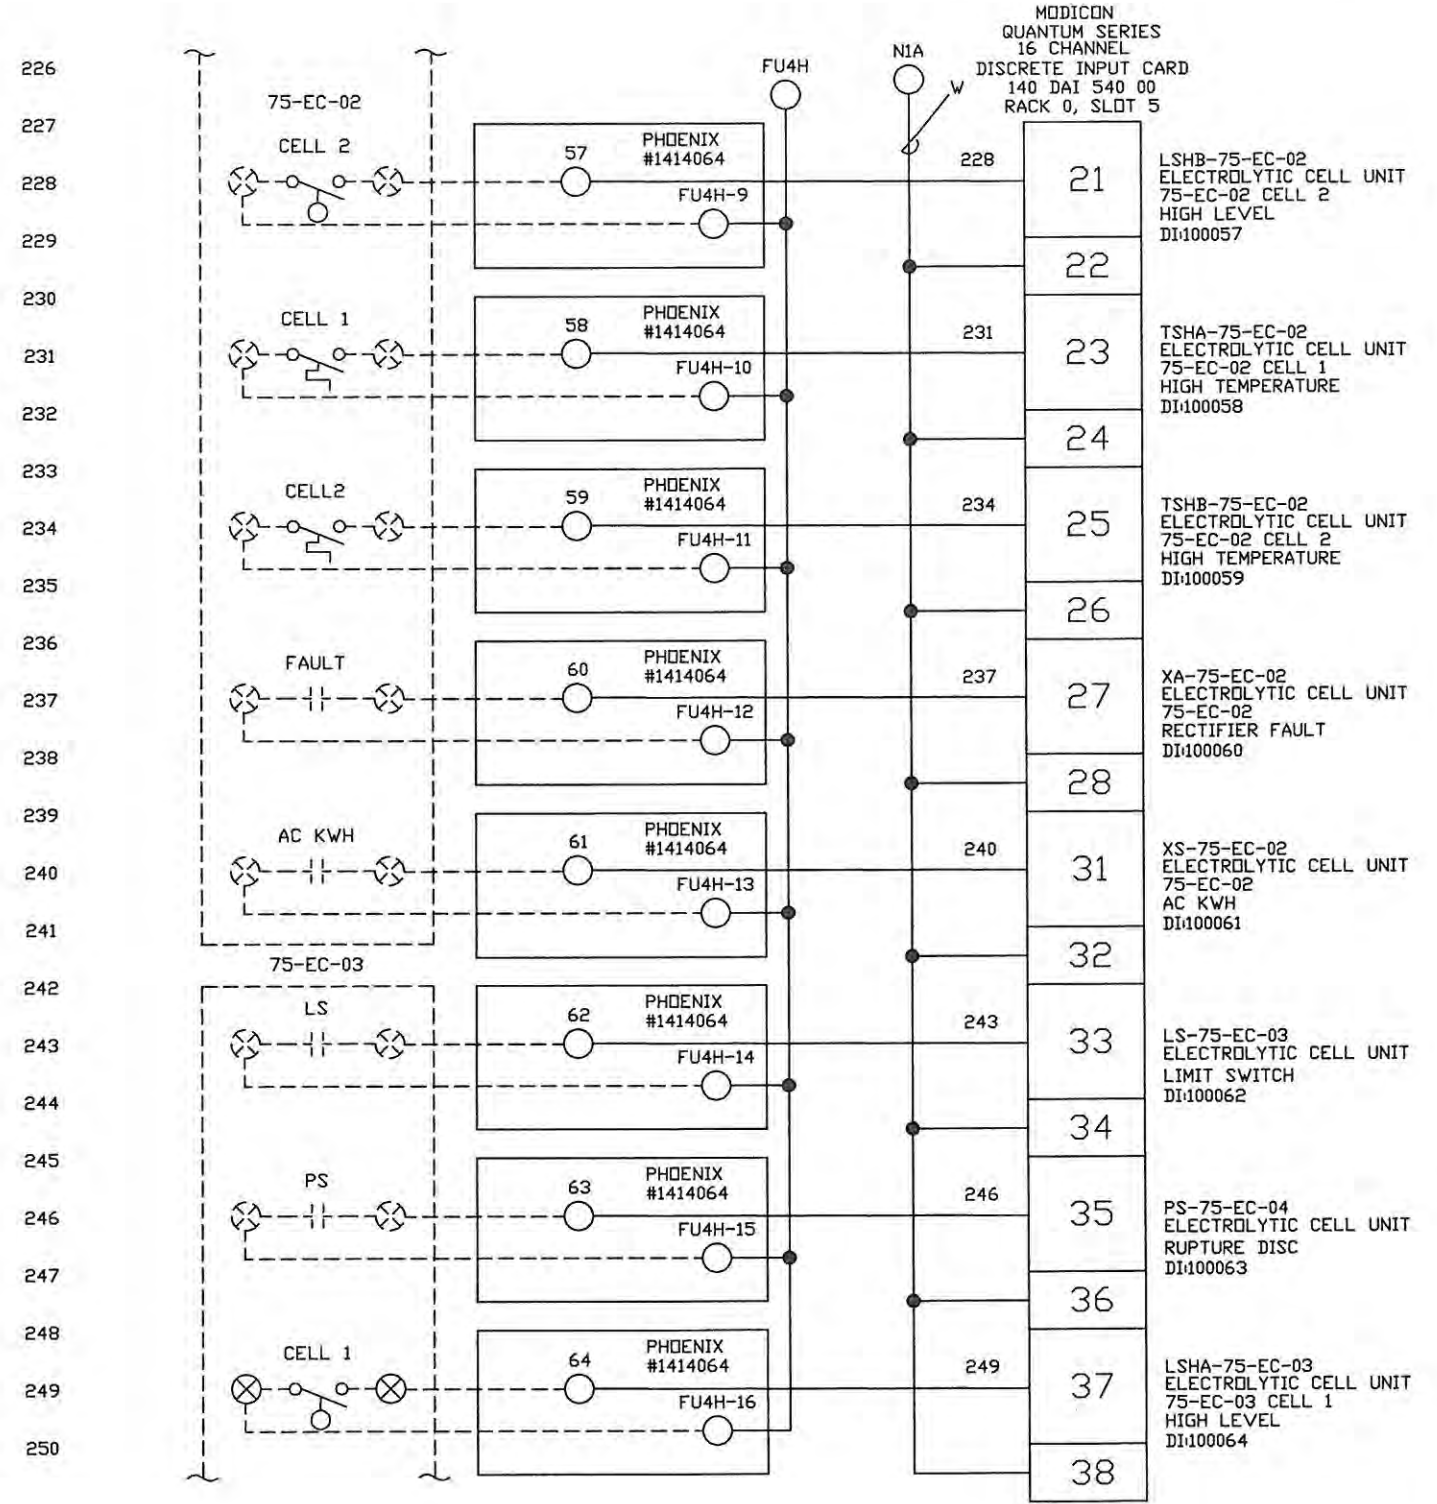 MODICON
QUANTUM SERIES
16 CHANNEL
DISCRETE INPUT CARD
140 DAI 540 00
RACK 0, SLOT 5
FU4H
N1A
W
226
75-EC-02
227
CELL 2
57
PHOENIX
#1414064
228
228
21
LSHB-75-EC-02
ELECTROLYTIC CELL UNIT
75-EC-02 CELL 2
HIGH LEVEL
DI:100057
FU4H-9
229
22
230
CELL 1
58
PHOENIX
#1414064
231
231
23
TSHA-75-EC-02
ELECTROLYTIC CELL UNIT
75-EC-02 CELL 1
HIGH TEMPERATURE
DI:100058
FU4H-10
232
24
233
CELL2
59
PHOENIX
#1414064
234
234
25
TSHB-75-EC-02
ELECTROLYTIC CELL UNIT
75-EC-02 CELL 2
HIGH TEMPERATURE
DI:100059
FU4H-11
235
26
236
FAULT
60
PHOENIX
#1414064
237
237
27
XA-75-EC-02
ELECTROLYTIC CELL UNIT
75-EC-02
RECTIFIER FAULT
DI:100060
FU4H-12
238
28
239
AC KWH
61
PHOENIX
#1414064
240
240
31
XS-75-EC-02
ELECTROLYTIC CELL UNIT
75-EC-02
AC KWH
DI:100061
FU4H-13
241
32
75-EC-03
242
LS
62
PHOENIX
#1414064
243
243
33
LS-75-EC-03
ELECTROLYTIC CELL UNIT
LIMIT SWITCH
DI:100062
FU4H-14
244
34
245
PS
63
PHOENIX
#1414064
246
246
35
PS-75-EC-04
ELECTROLYTIC CELL UNIT
RUPTURE DISC
DI:100063
FU4H-15
247
36
248
CELL 1
64
PHOENIX
#1414064
249
249
37
LSHA-75-EC-03
ELECTROLYTIC CELL UNIT
75-EC-03 CELL 1
HIGH LEVEL
DI:100064
FU4H-16
250
38